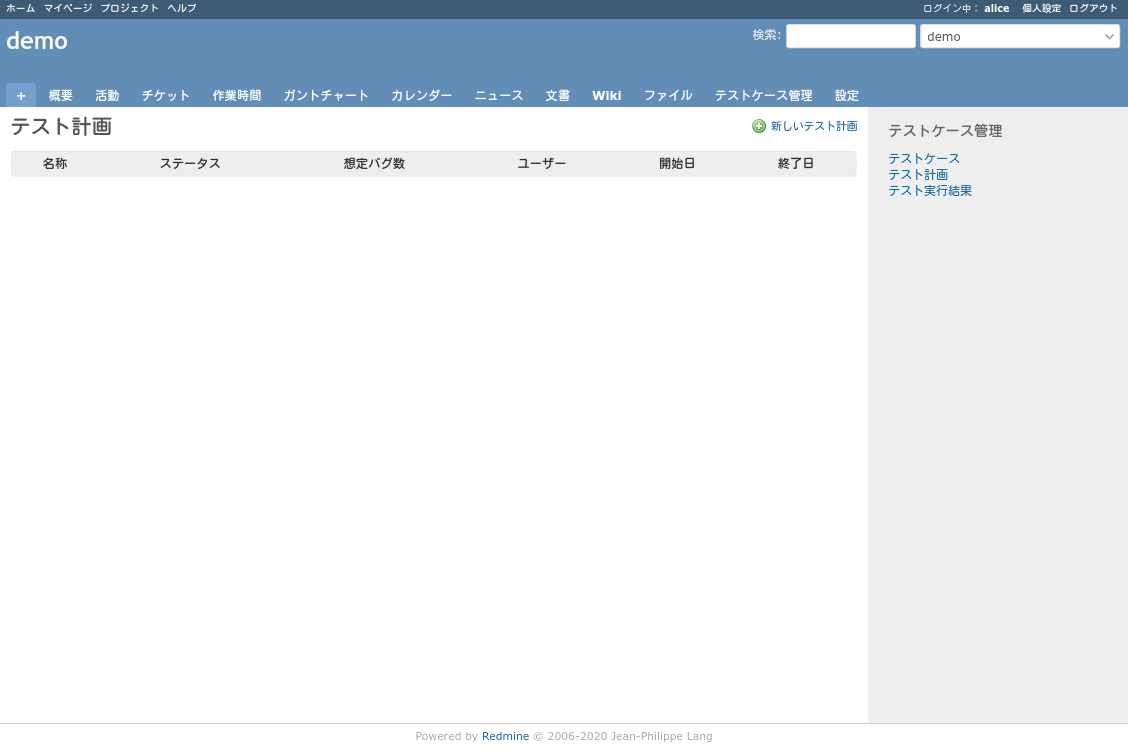 ホーム マイページ プロジェクト ヘルプ
ログイン中： alice 個人設定 ログアウト
demo
検索:
demo
+ 概要 活動 チケット 作業時間 ガントチャート カレンダー ニュース 文書 Wiki ファイル テストケース管理 設定
テスト計画
新しいテスト計画
名称 ステータス 想定バグ数 ユーザー 開始日 終了日
テストケース管理
テストケース
テスト計画
テスト実行結果
Powered by Redmine © 2006-2020 Jean-Philippe Lang